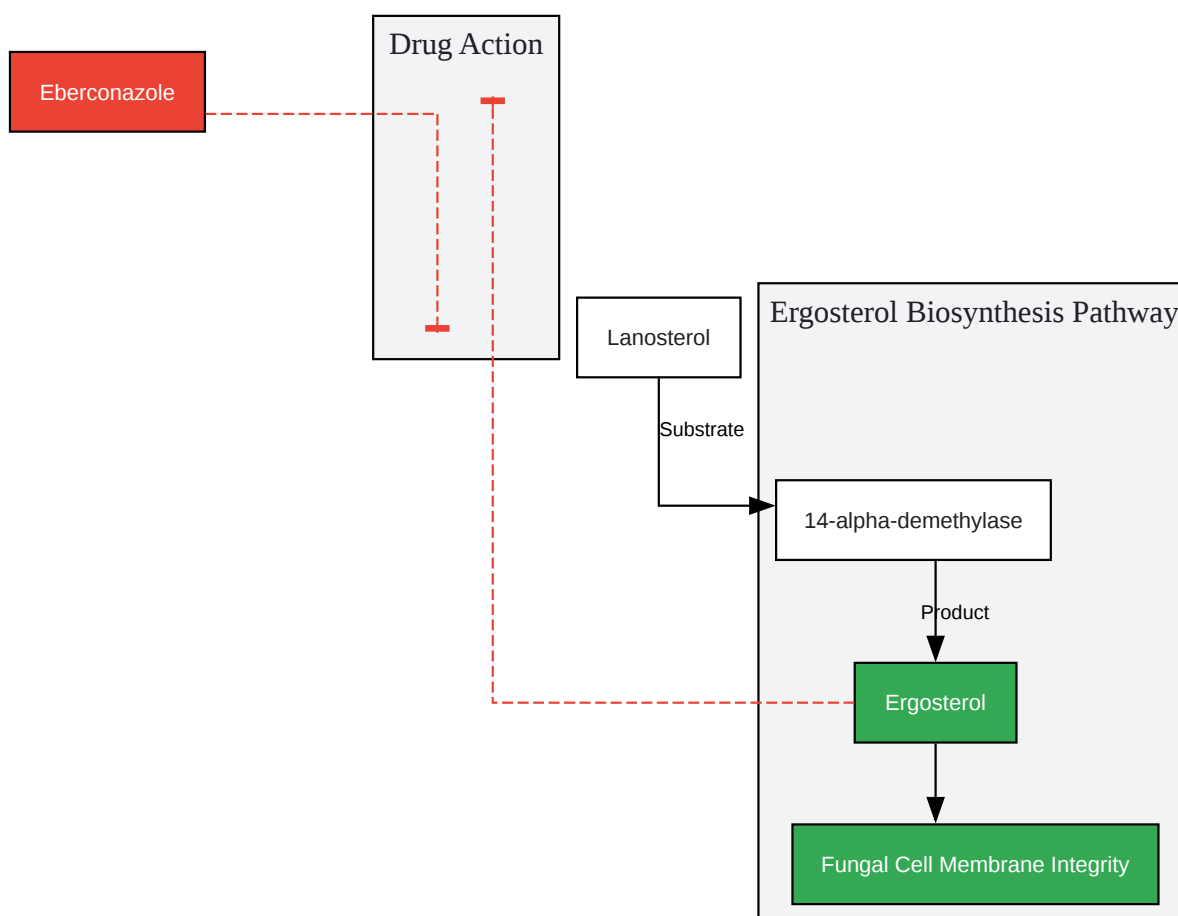 Drug Action
Eberconazole
Ergosterol Biosynthesis Pathway
Lanosterol
Substrate
14-alpha-demethylase
Product
Ergosterol
Fungal Cell Membrane Integrity